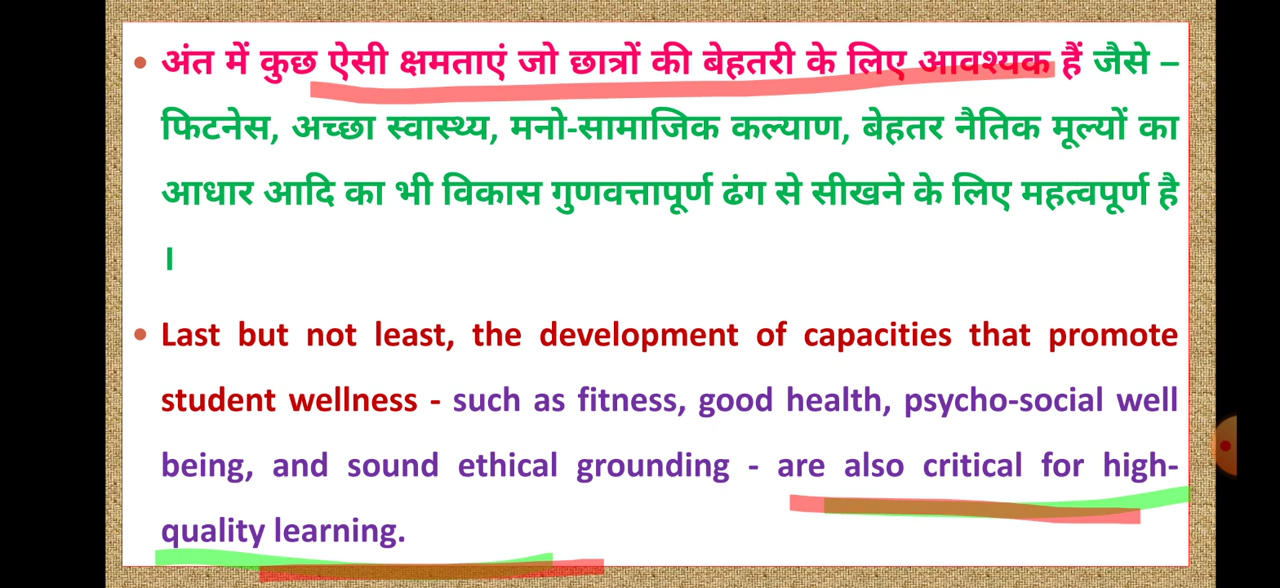 • अंत में कुछ ऐसी क्षमताएं जो छात्रों की बेहतरी के लिए आवश्यक हैं जैसे –
फिटनेस, अच्छा स्वास्थ्य, मनो-सामाजिक कल्याण, बेहतर नैतिक मूल्यों का
आधार आदि का भी विकास गुणवत्तापूर्ण ढंग से सीखने के लिए महत्वपूर्ण है
।
• Last but not least, the development of capacities that promote
student wellness - such as fitness, good health, psycho-social well
being, and sound ethical grounding - are also critical for high-
quality learning.